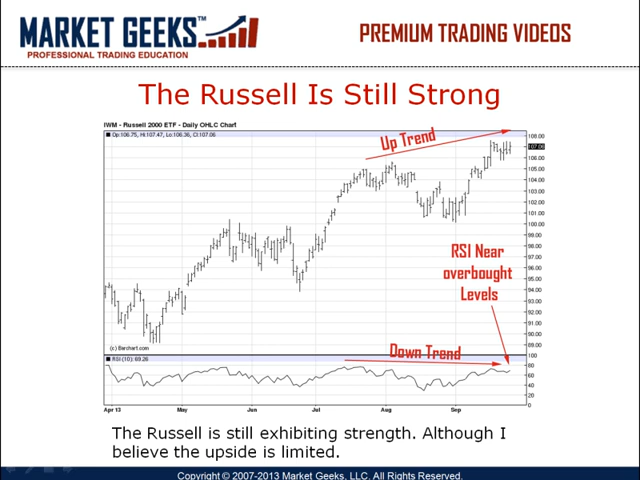 MARKET GEEKS™
PROFESSIONAL TRADING EDUCATION
PREMIUM TRADING VIDEOS
The Russell Is Still Strong
IWM - Russell 2000 ETF - Daily OHLC Chart
Op:106.75, Hi:107.47, Lo:106.36, Cl:107.06
Up Trend
108.00
107.06
106.00
105.00
104.00
103.00
102.00
101.00
100.00
99.00
98.00
97.00
96.00
95.00
94.00
93.00
92.00
91.00
90.00
89.00
RSI Near
overbought
Levels
(c) Barchart.com
RSI (10): 69.26
Down Trend
100
80
60
40
20
0
Apr 13
May
Jun
Jul
Aug
Sep
The Russell is still exhibiting strength. Although I
believe the upside is limited.
Copyright © 2007-2013 Market Geeks, LLC. All Rights Reserved.